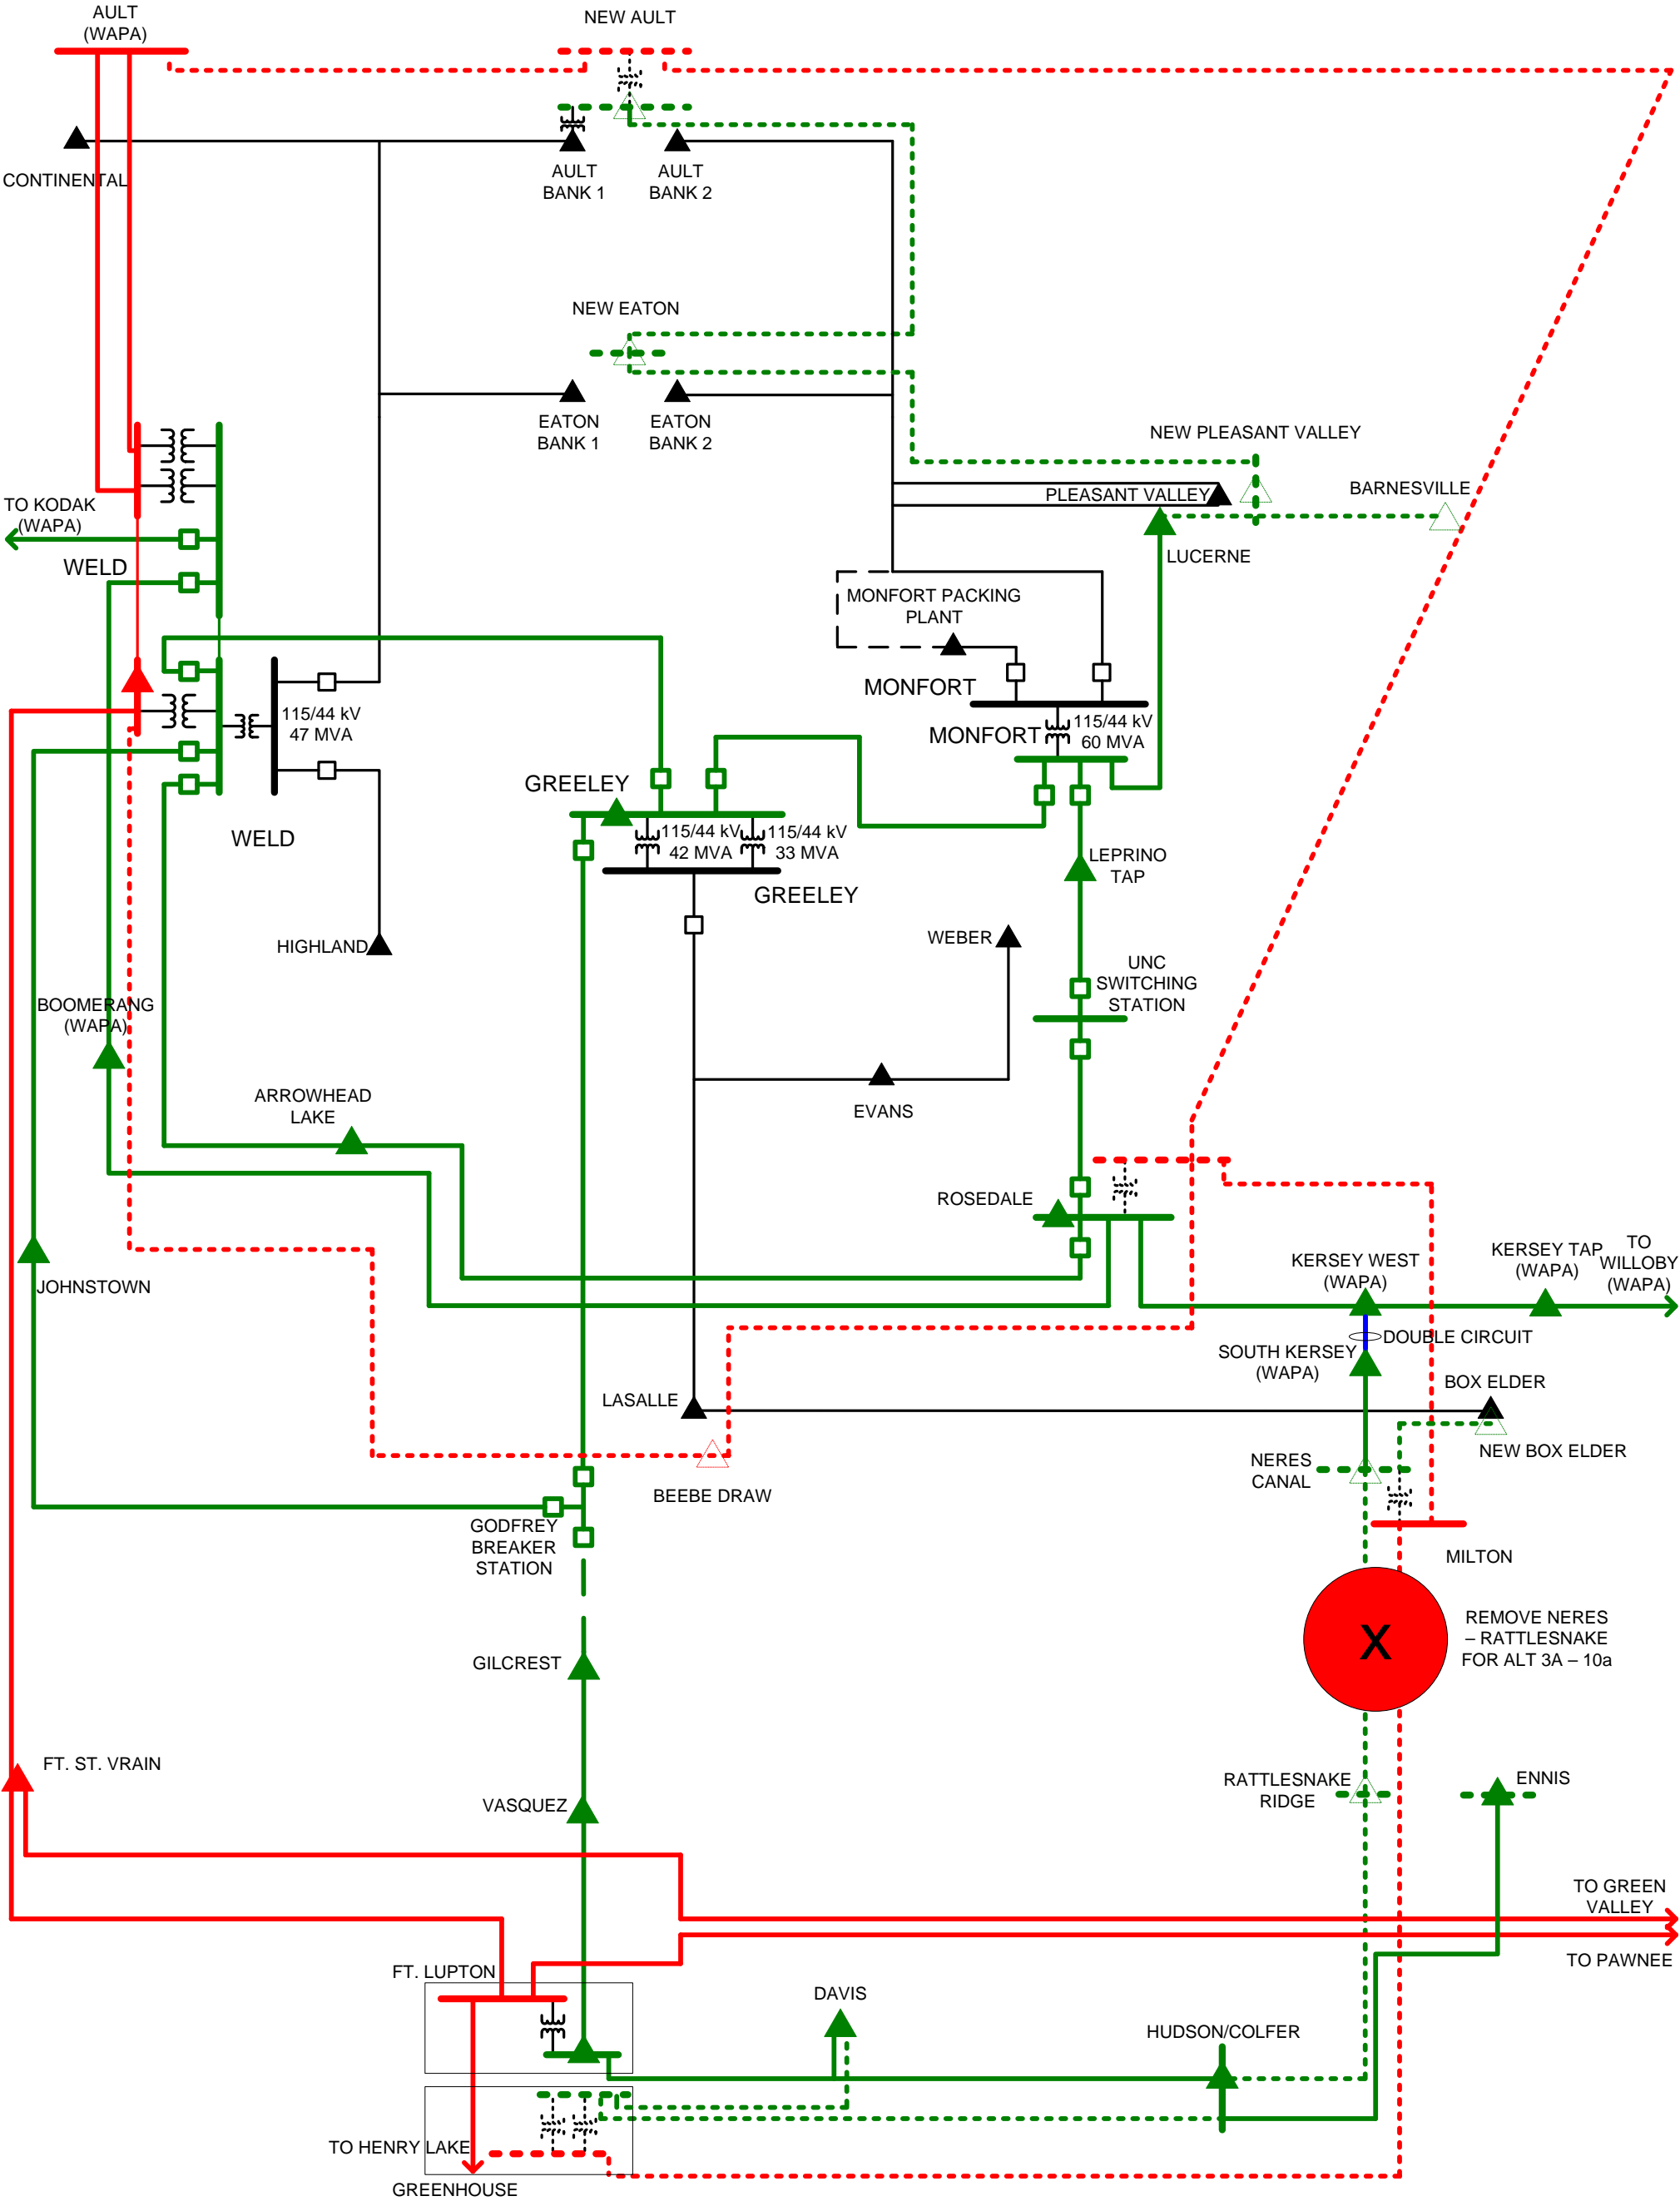 AULT
(WAPA)
NEW AULT
CONTINENTAL
AULT
BANK 1
AULT
BANK 2
NEW EATON
EATON
BANK 1
EATON
BANK 2
NEW PLEASANT VALLEY
PLEASANT VALLEY
BARNESVILLE
TO KODAK
(WAPA)
WELD
LUCERNE
MONFORT PACKING
PLANT
MONFORT
115/44 kV
47 MVA
MONFORT
115/44 kV
60 MVA
GREELEY
115/44 kV
42 MVA
115/44 kV
33 MVA
WELD
GREELEY
LEPRINO
TAP
HIGHLAND
WEBER
UNC
SWITCHING
STATION
BOOMERANG
(WAPA)
ARROWHEAD
LAKE
EVANS
ROSEDALE
JOHNSTOWN
KERSEY WEST
(WAPA)
KERSEY TAP
(WAPA)
TO
WILLOBY
(WAPA)
DOUBLE CIRCUIT
SOUTH KERSEY
(WAPA)
LASALLE
BOX ELDER
NEW BOX ELDER
NERES
CANAL
BEEBE DRAW
GODFREY
BREAKER
STATION
MILTON
X
REMOVE NERES
– RATTLESNAKE
FOR ALT 3A – 10a
GILCREST
FT. ST. VRAIN
VASQUEZ
RATTLESNAKE
RIDGE
ENNIS
TO GREEN
VALLEY
TO PAWNEE
FT. LUPTON
DAVIS
HUDSON/COLFER
TO HENRY LAKE
GREENHOUSE